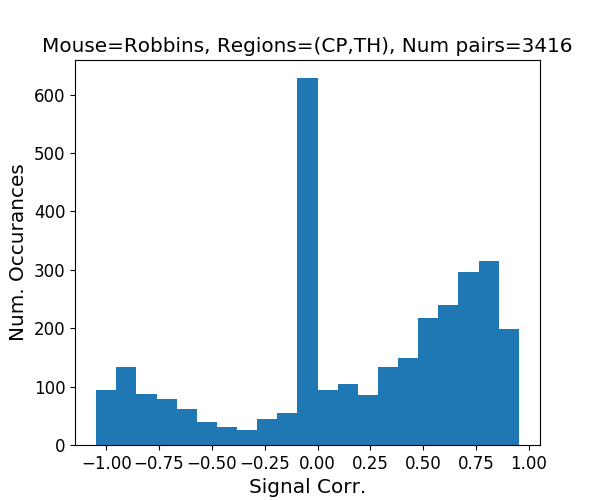 Mouse=Robbins, Regions=(CP,TH), Num pairs=3416
600
500
400
300
200
100
0
Num. Occurances
−1.00 −0.75 −0.50 −0.25 0.00 0.25 0.50 0.75 1.00
Signal Corr.